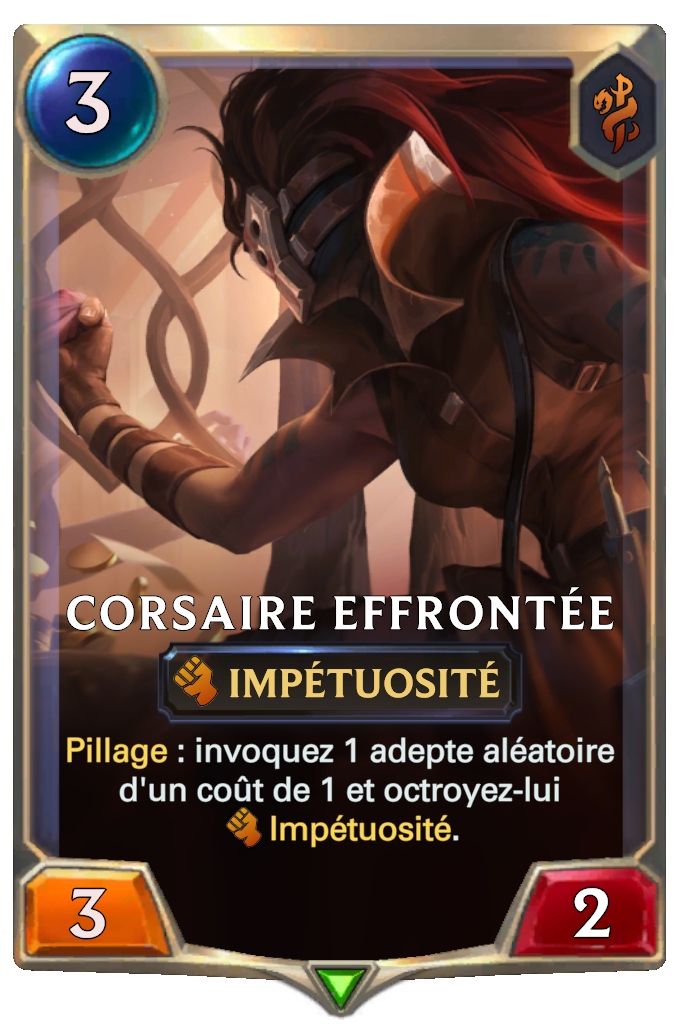 3
CORSAIRE EFFRONTÉE
IMPÉTUOSITÉ
Pillage : invoquez 1 adepte aléatoire
d'un coût de 1 et octroyez-lui
Impétuosité.
3
2